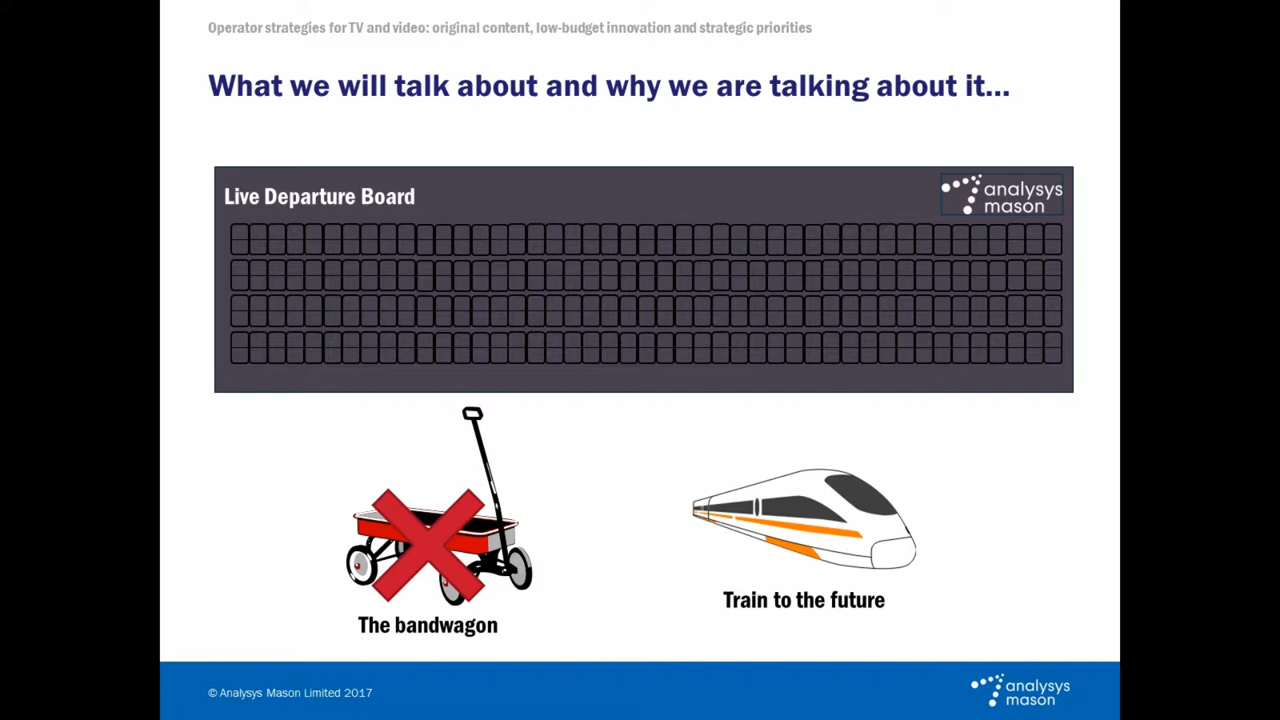 Operator strategies for TV and video: original content, low-budget innovation and strategic priorities
What we will talk about and why we are talking about it...
Live Departure Board
analysys
mason
The bandwagon
Train to the future
© Analysys Mason Limited 2017
analysys
mason